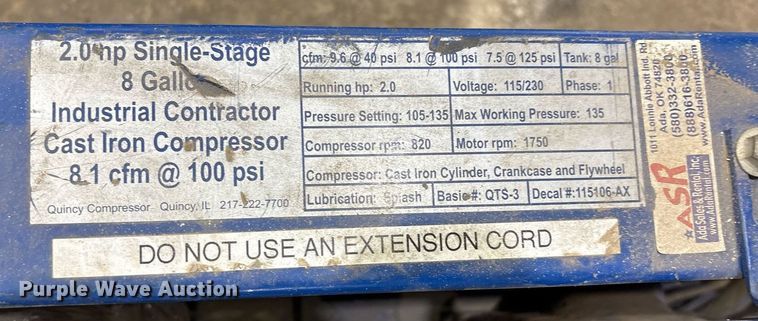 2.0 hp Single-Stage
8 Gallon
Industrial Contractor
Cast Iron Compressor
8.1 cfm @ 100 psi
Quincy Compressor Quincy, IL 217-222-7700
cfm: 9.6 @ 40 psi 8.1 @ 100 psi 7.5 @ 125 psi Tank: 8 gal
Running hp: 2.0 Voltage: 115/230 Phase: 1
Pressure Setting: 105-135 Max Working Pressure: 135
Compressor rpm: 820 Motor rpm: 1750
Compressor: Cast Iron Cylinder, Crankcase and Flywheel
Lubrication: Splash Basic#: QTS-3 Decal #:115106-AX
DO NOT USE AN EXTENSION CORD
ASR
Ada Sales & Rental, Inc.
www.AdaRental.com
1011 Lonnie Abbott Ind. Rd
Ada, OK 74820
(580)332-3800
www.AdaRental.com
Purple Wave Auction